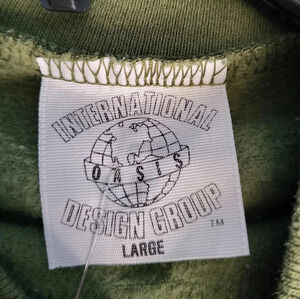 INTERNATIONAL
OASIS
DESIGN GROUP
TM
LARGE